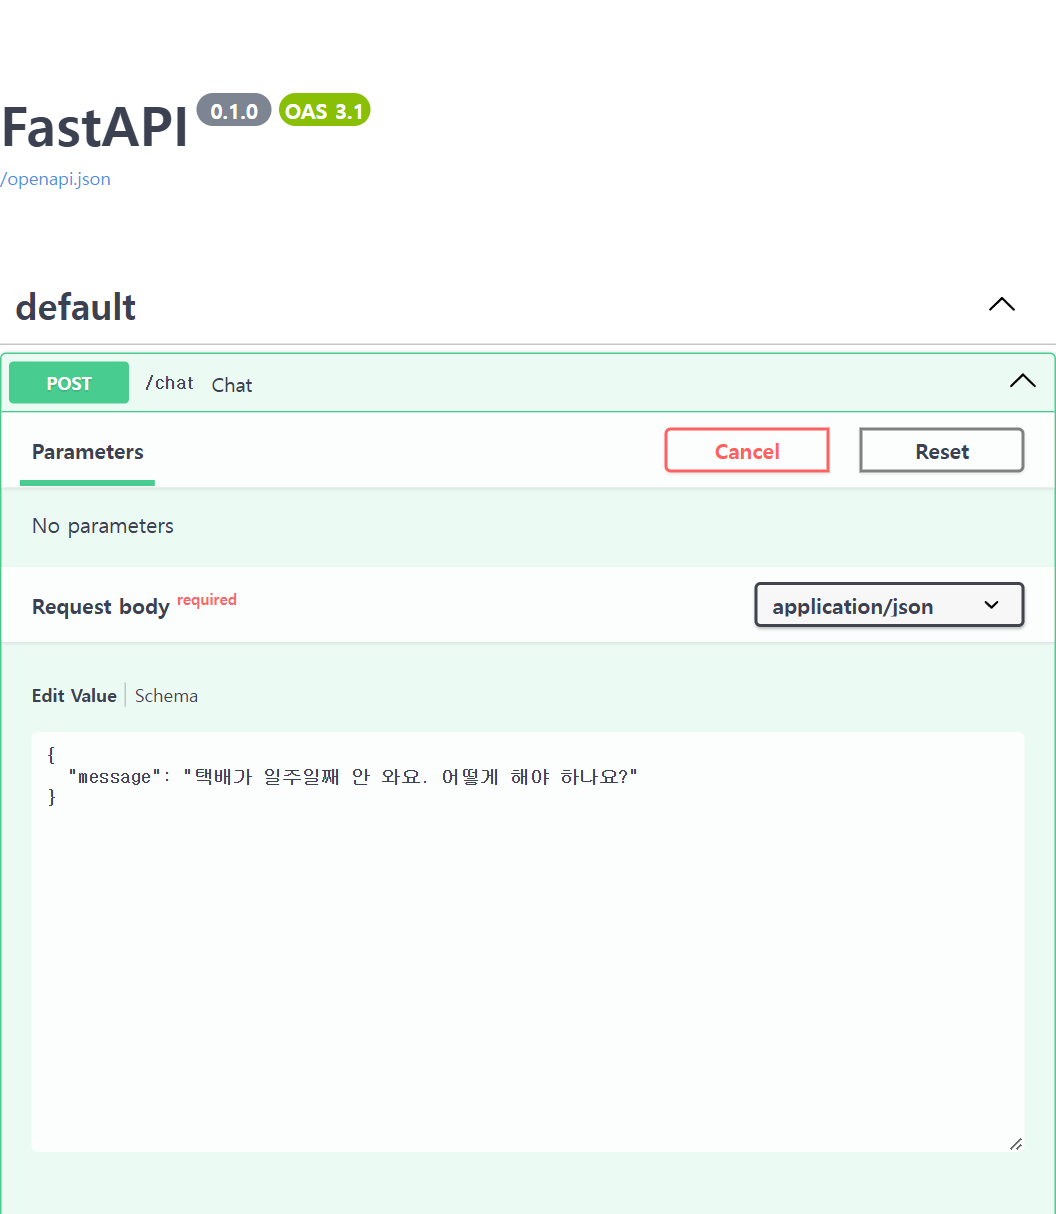 FastAPI 0.1.0 OAS 3.1
/openapi.json
default
POST /chat Chat
Parameters Cancel Reset
No parameters
Request body required application/json
Edit Value Schema
{
"message": "택배가 일주일째 안 와요. 어떻게 해야 하나요?"
}